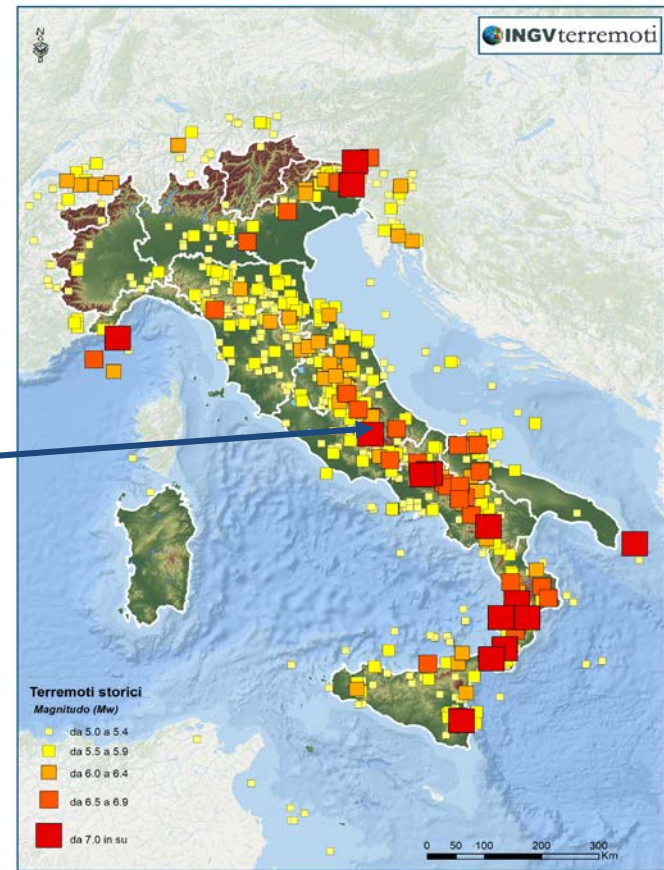 INGVterremoti
N
Terremoti storici
Magnitudo (Mw)
da 5.0 a 5.4
da 5.5 a 5.9
da 6.0 a 6.4
da 6.5 a 6.9
da 7.0 in su
0 50 100 200 300
Km